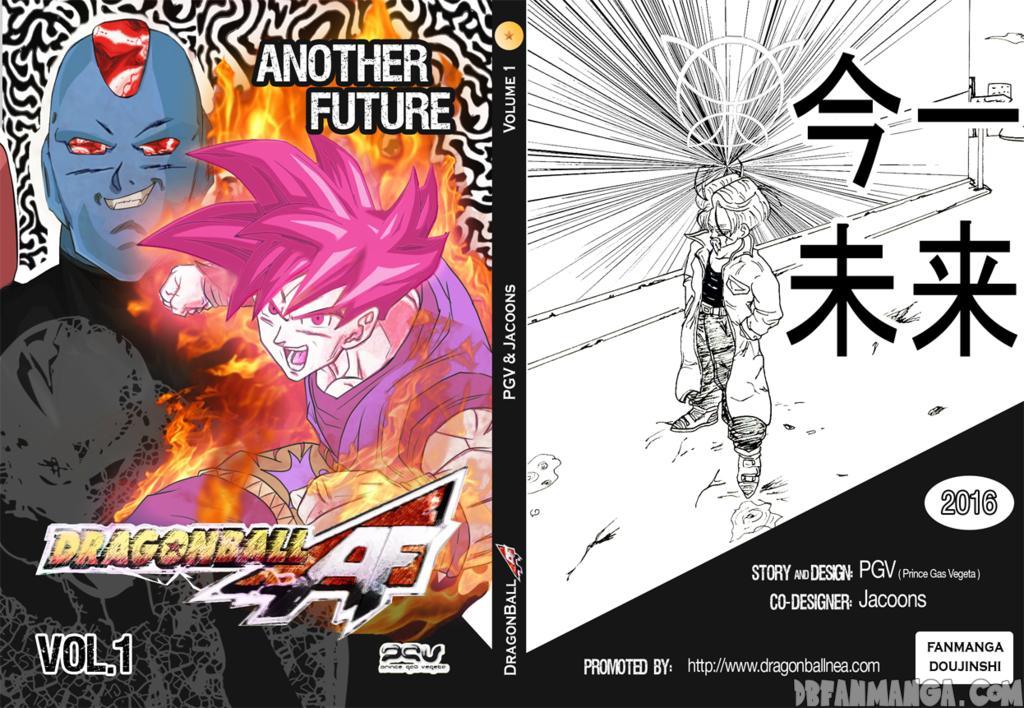 ANOTHER
FUTURE
DRAGONBALL AF
VOL.1
PGV
prince gas vegeta
VOLUME 1
PGV & JACOONS
DRAGONBALL AF
今一
未来
2016
STORY AND DESIGN: PGV ( Prince Gas Vegeta )
CO-DESIGNER: Jacoons
PROMOTED BY: http://www.dragonballnea.com
FANMANGA
DOUJINSHI
DBFANMANGA.COM